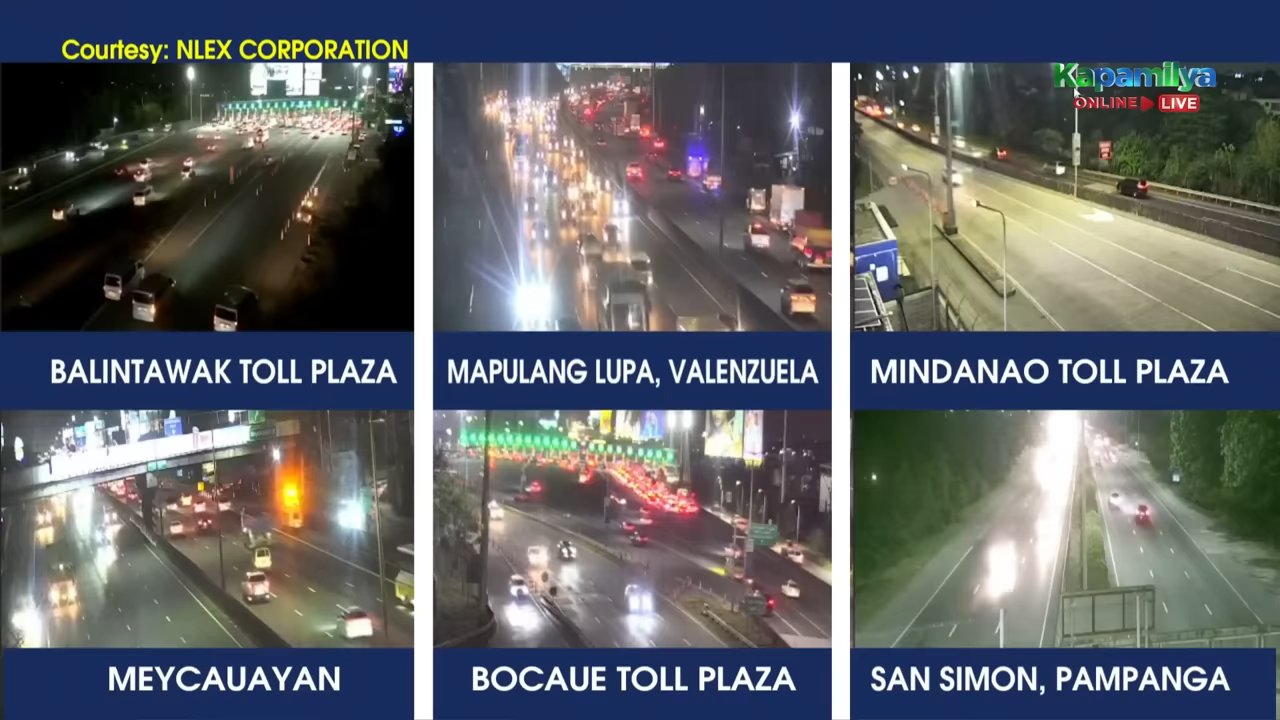 Courtesy: NLEX CORPORATION
Kapamilya
ONLINE LIVE
BALINTAWAK TOLL PLAZA
MAPULANG LUPA, VALENZUELA
MINDANAO TOLL PLAZA
MEYCAUAYAN
BOCAUE TOLL PLAZA
SAN SIMON, PAMPANGA